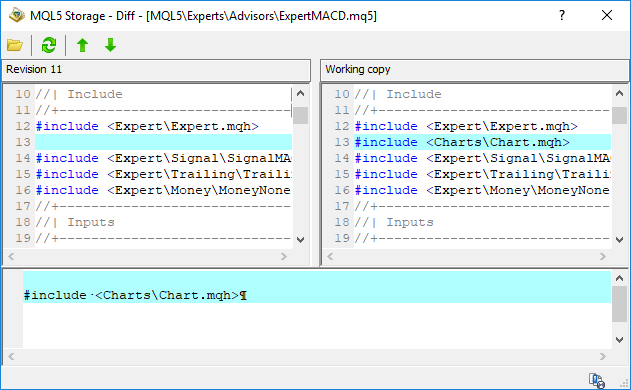 MQL5 Storage - Diff - [MQL5\Experts\Advisors\ExpertMACD.mq5]
Revision 11
10 //| Include
11 //+------------------------------
12 #include <Expert\Expert.mqh>
13
14 #include <Expert\Signal\SignalMA
15 #include <Expert\Trailing\Traili
16 #include <Expert\Money\MoneyNone
17 //+------------------------------
18 //| Inputs
19 //+------------------------------
Working copy
10 //| Include
11 //+------------------------------
12 #include <Expert\Expert.mqh>
13 #include <Charts\Chart.mqh>
14 #include <Expert\Signal\SignalMA
15 #include <Expert\Trailing\Traili
16 #include <Expert\Money\MoneyNone
17 //+------------------------------
18 //| Inputs
19 //+------------------------------
#include·<Charts\Chart.mqh>¶